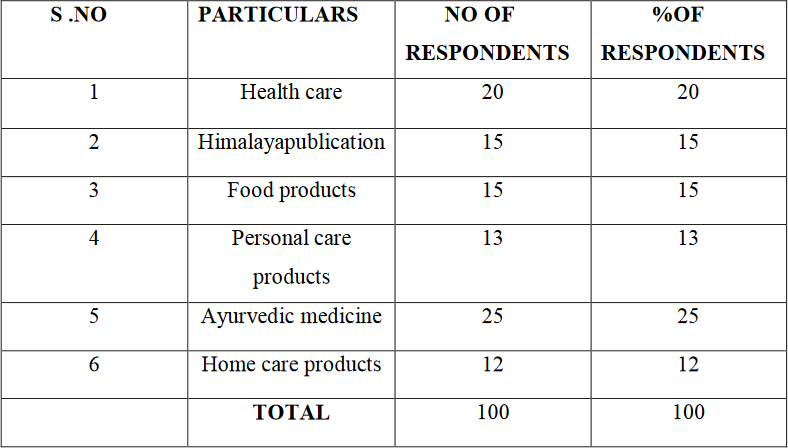 S .NO PARTICULARS NO OF RESPONDENTS %OF RESPONDENTS
1 Health care 20 20
2 Himalayapublication 15 15
3 Food products 15 15
4 Personal care products 13 13
5 Ayurvedic medicine 25 25
6 Home care products 12 12
TOTAL 100 100